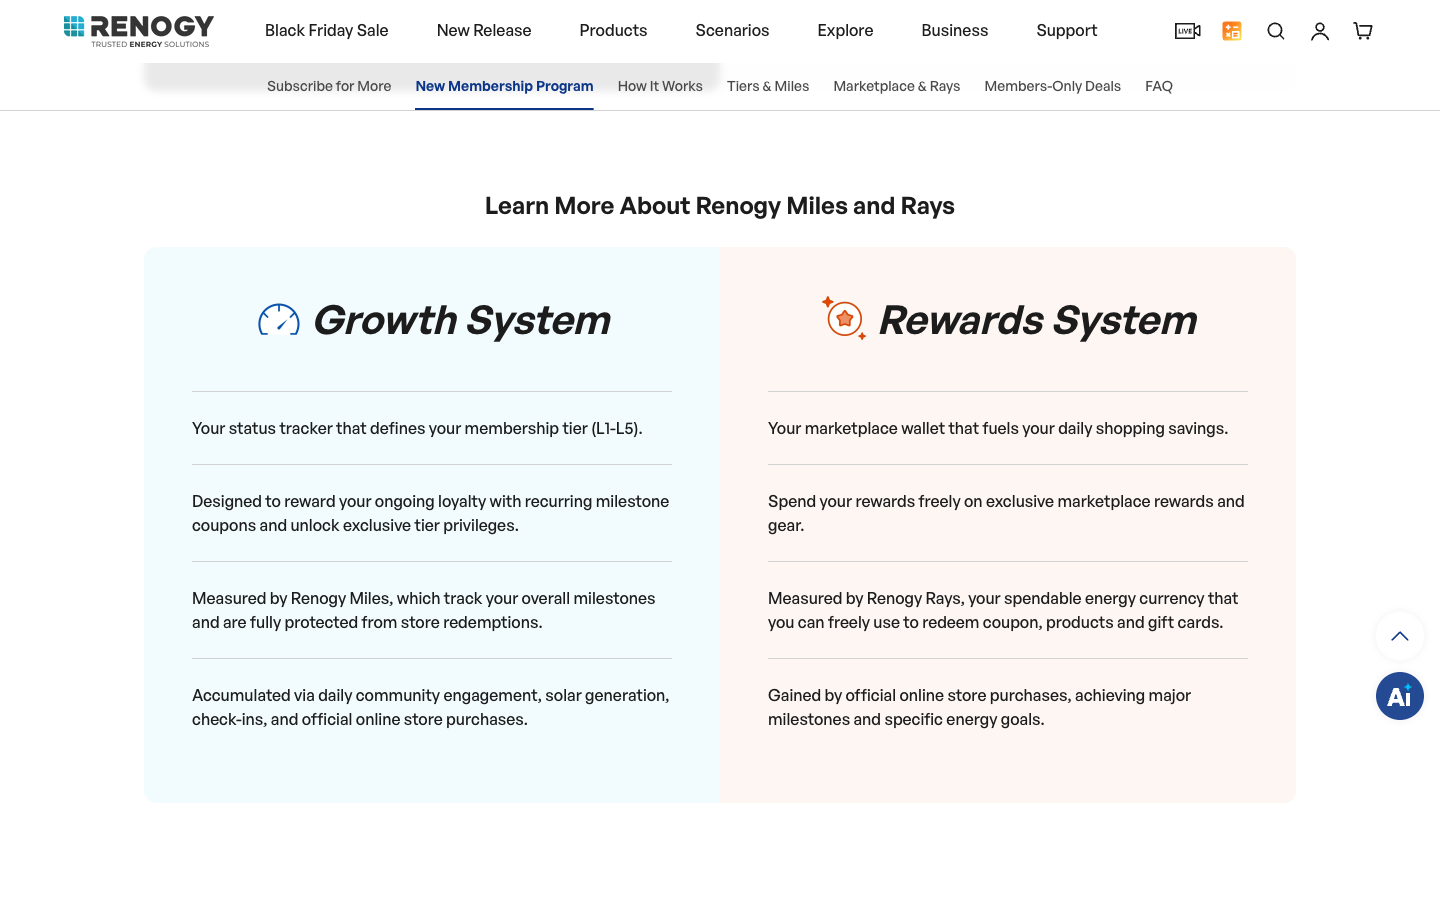 RENOGY
TRUSTED ENERGY SOLUTIONS
Black Friday Sale
New Release
Products
Scenarios
Explore
Business
Support
LIVE
Subscribe for More
New Membership Program
How It Works
Tiers & Miles
Marketplace & Rays
Members-Only Deals
FAQ
Learn More About Renogy Miles and Rays
Growth System
Your status tracker that defines your membership tier (L1-L5).
Designed to reward your ongoing loyalty with recurring milestone
coupons and unlock exclusive tier privileges.
Measured by Renogy Miles, which track your overall milestones
and are fully protected from store redemptions.
Accumulated via daily community engagement, solar generation,
check-ins, and official online store purchases.
Rewards System
Your marketplace wallet that fuels your daily shopping savings.
Spend your rewards freely on exclusive marketplace rewards and
gear.
Measured by Renogy Rays, your spendable energy currency that
you can freely use to redeem coupon, products and gift cards.
Gained by official online store purchases, achieving major
milestones and specific energy goals.
Ai